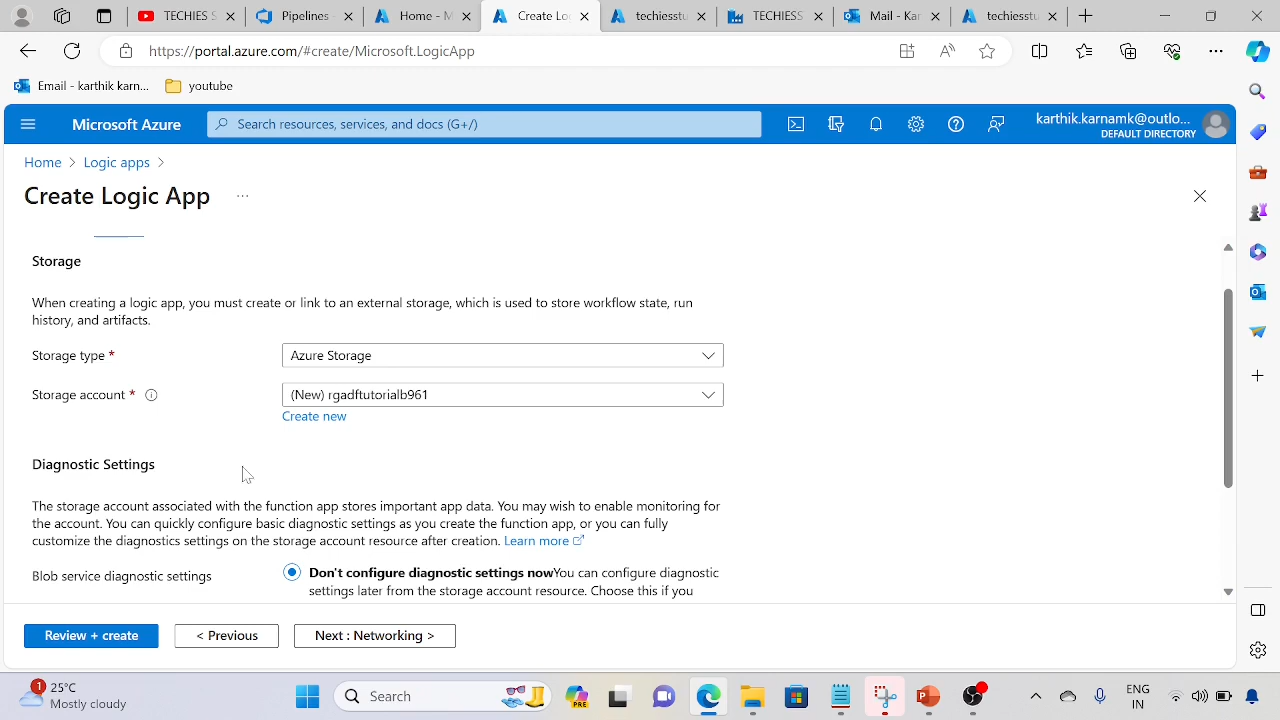 TECHIES S
Pipelines -
Home - M
Create Lo
techiesstu
TECHIESS
Mail - Kar
techiesstu
https://portal.azure.com/#create/Microsoft.LogicApp
Email - karthik karn...
youtube
Microsoft Azure
Search resources, services, and docs (G+/)
karthik.karnamk@outlo...
DEFAULT DIRECTORY
Home > Logic apps >
Create Logic App
...
Storage
When creating a logic app, you must create or link to an external storage, which is used to store workflow state, run
history, and artifacts.
Storage type *
Azure Storage
Storage account *
(New) rgadftutorialb961
Create new
Diagnostic Settings
The storage account associated with the function app stores important app data. You may wish to enable monitoring for
the account. You can quickly configure basic diagnostic settings as you create the function app, or you can fully
customize the diagnostics settings on the storage account resource after creation. Learn more
Blob service diagnostic settings
Don't configure diagnostic settings nowYou can configure diagnostic
settings later from the storage account resource. Choose this if you
Review + create
< Previous
Next : Networking >
1
25°C
Mostly cloudy
Search
PRE
ENG
IN